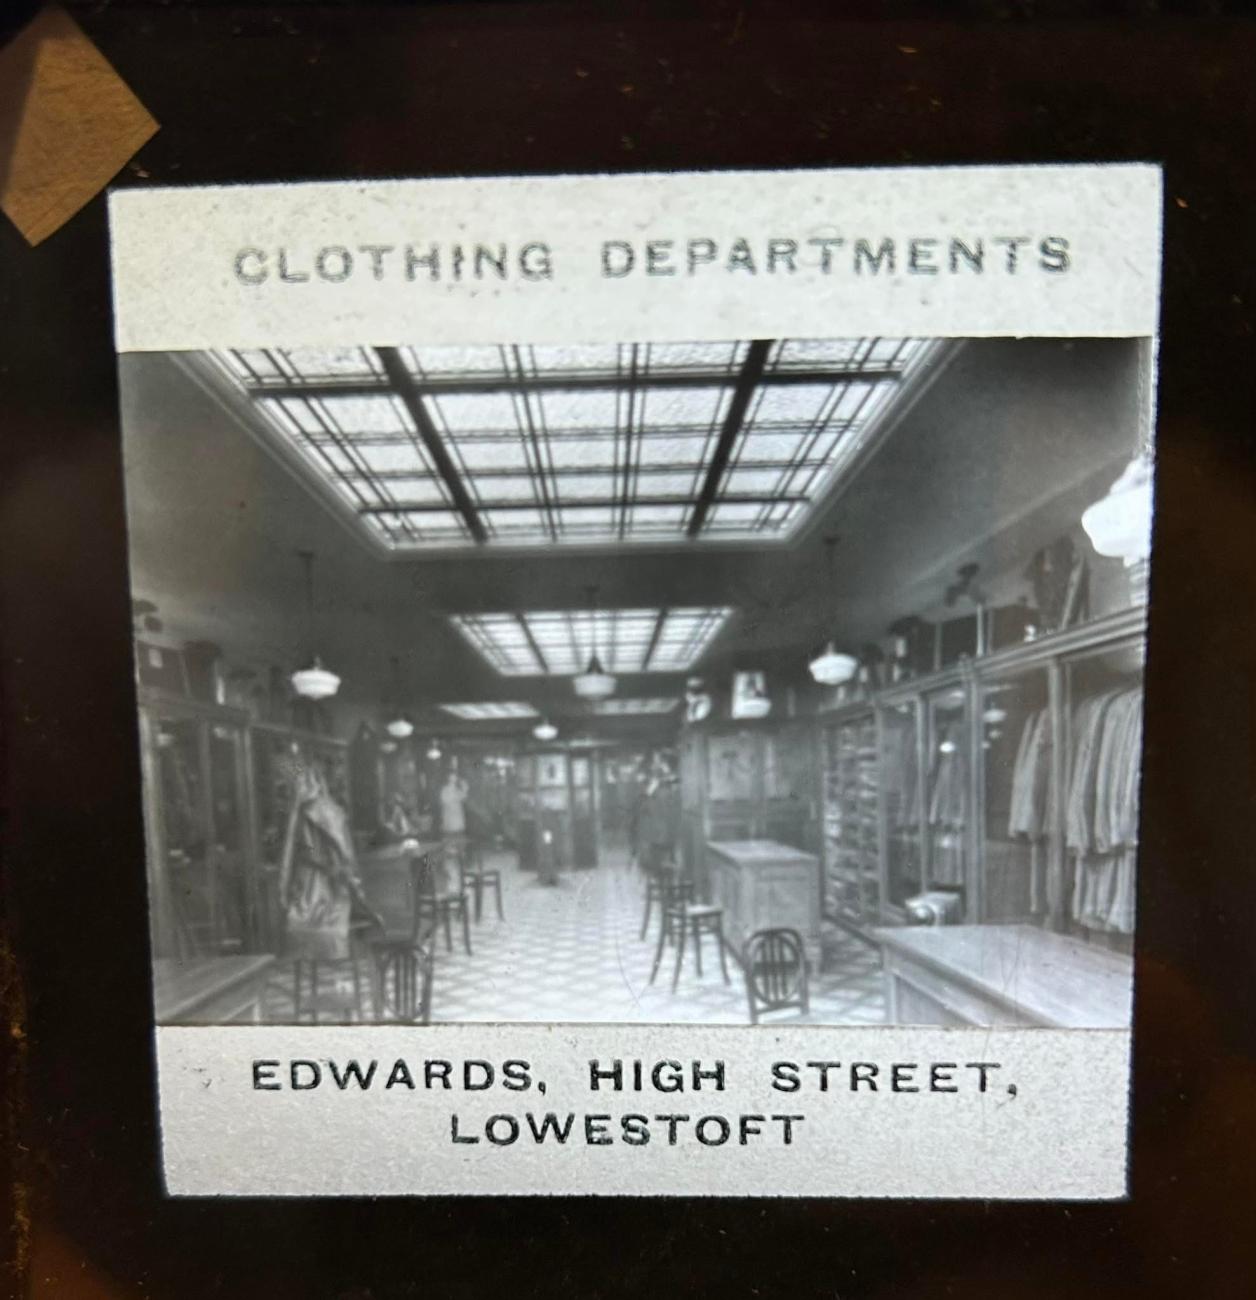 CLOTHING DEPARTMENTS
EDWARDS, HIGH STREET,
LOWESTOFT